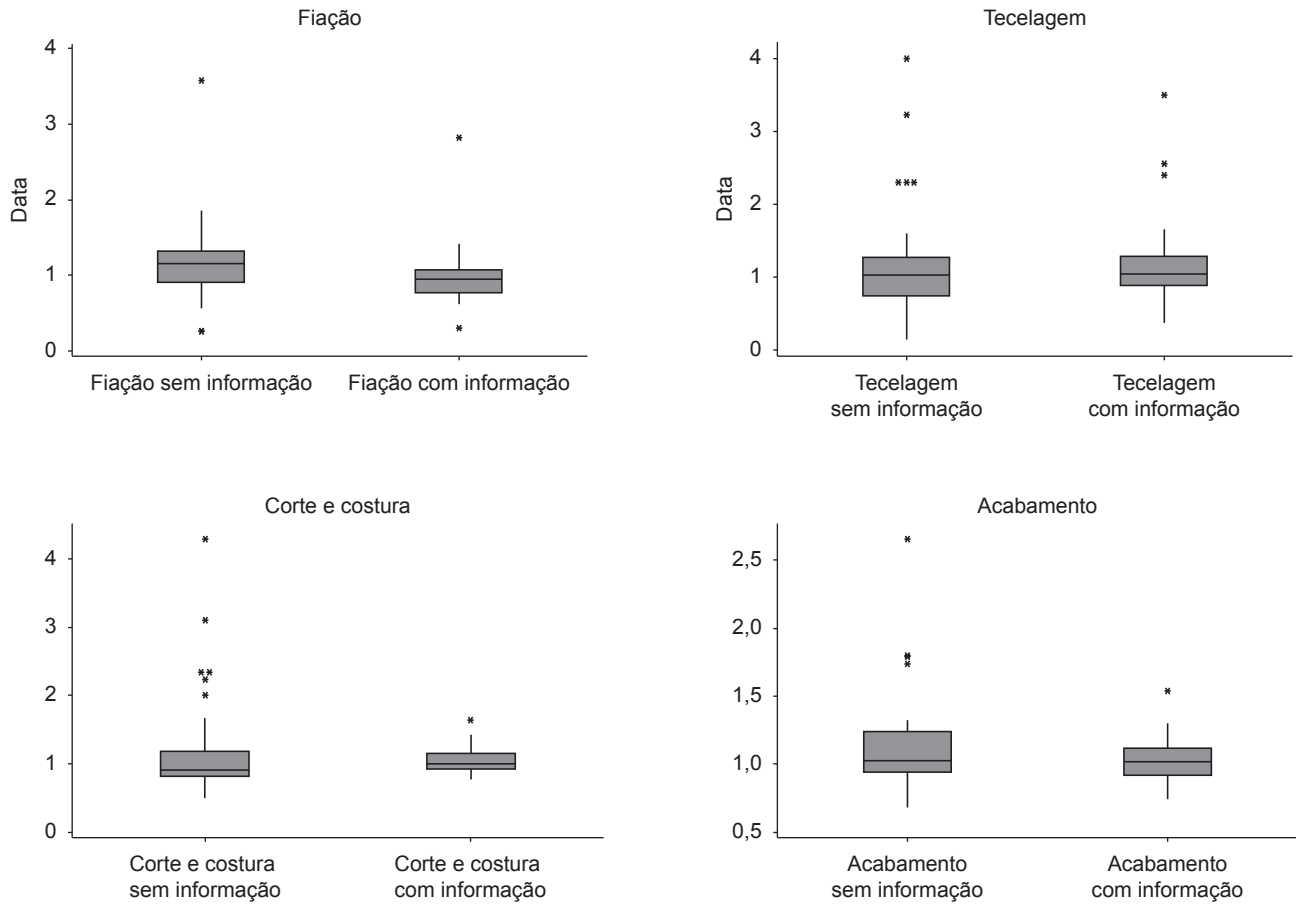 Fiação
Data
4
3
2
1
0
Fiação sem informação
Fiação com informação
Tecelagem
Data
4
3
2
1
0
Tecelagem
sem informação
Tecelagem
com informação
Corte e costura
4
3
2
1
0
Corte e costura
sem informação
Corte e costura
com informação
Acabamento
2,5
2,0
1,5
1,0
0,5
Acabamento
sem informação
Acabamento
com informação